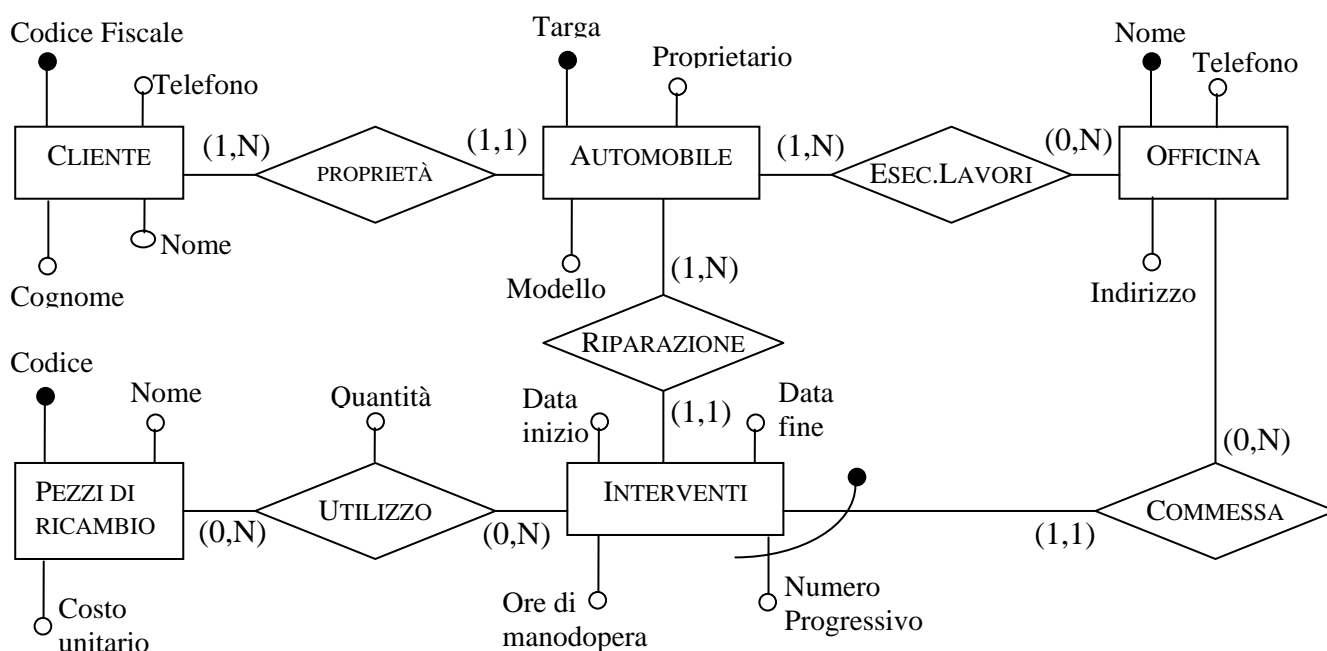 Codice Fiscale
Targa
Nome
Telefono
Proprietario
Telefono
CLIENTE
(1,N)
PROPRIETÀ
(1,1)
AUTOMOBILE
(1,N)
ESEC.LAVORI
(0,N)
OFFICINA
Nome
Cognome
Modello
(1,N)
Indirizzo
RIPARAZIONE
Codice
Nome
Quantità
Data
inizio
(1,1)
Data
fine
(0,N)
PEZZI DI
RICAMBIO
(0,N)
UTILIZZO
(0,N)
INTERVENTI
(1,1)
COMMESSA
Costo
unitario
Ore di
manodopera
Numero
Progressivo